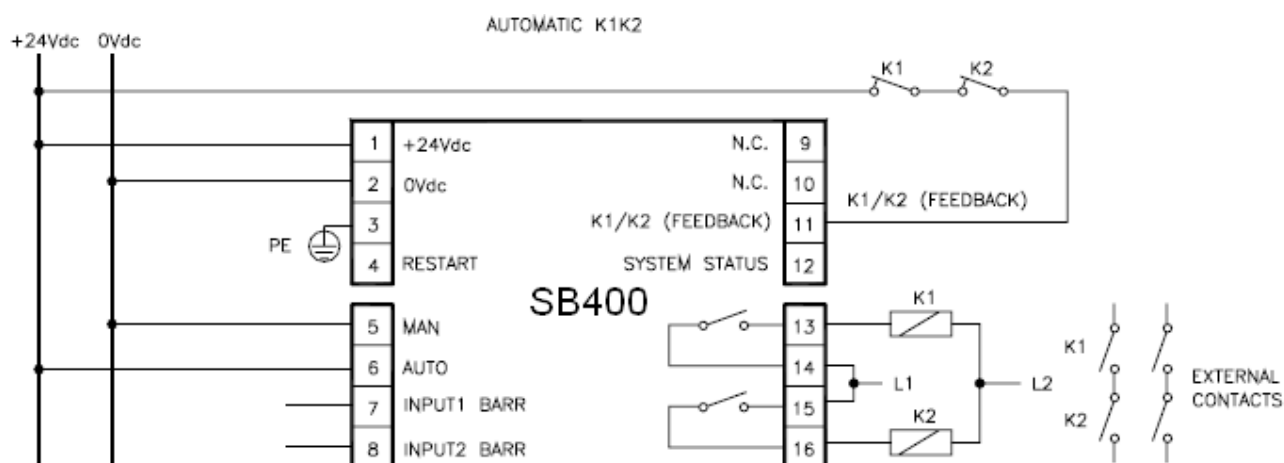 AUTOMATIC K1K2
+24Vdc 0Vdc
K1 K2
1 +24Vdc N.C. 9
2 0Vdc N.C. 10
K1/K2 (FEEDBACK)
3 K1/K2 (FEEDBACK) 11
PE
4 RESTART SYSTEM STATUS 12
SB400
K1
5 MAN 13
K1
6 AUTO 14
L1 L2
EXTERNAL
CONTACTS
7 INPUT1 BARR 15
K2 K2
8 INPUT2 BARR 16